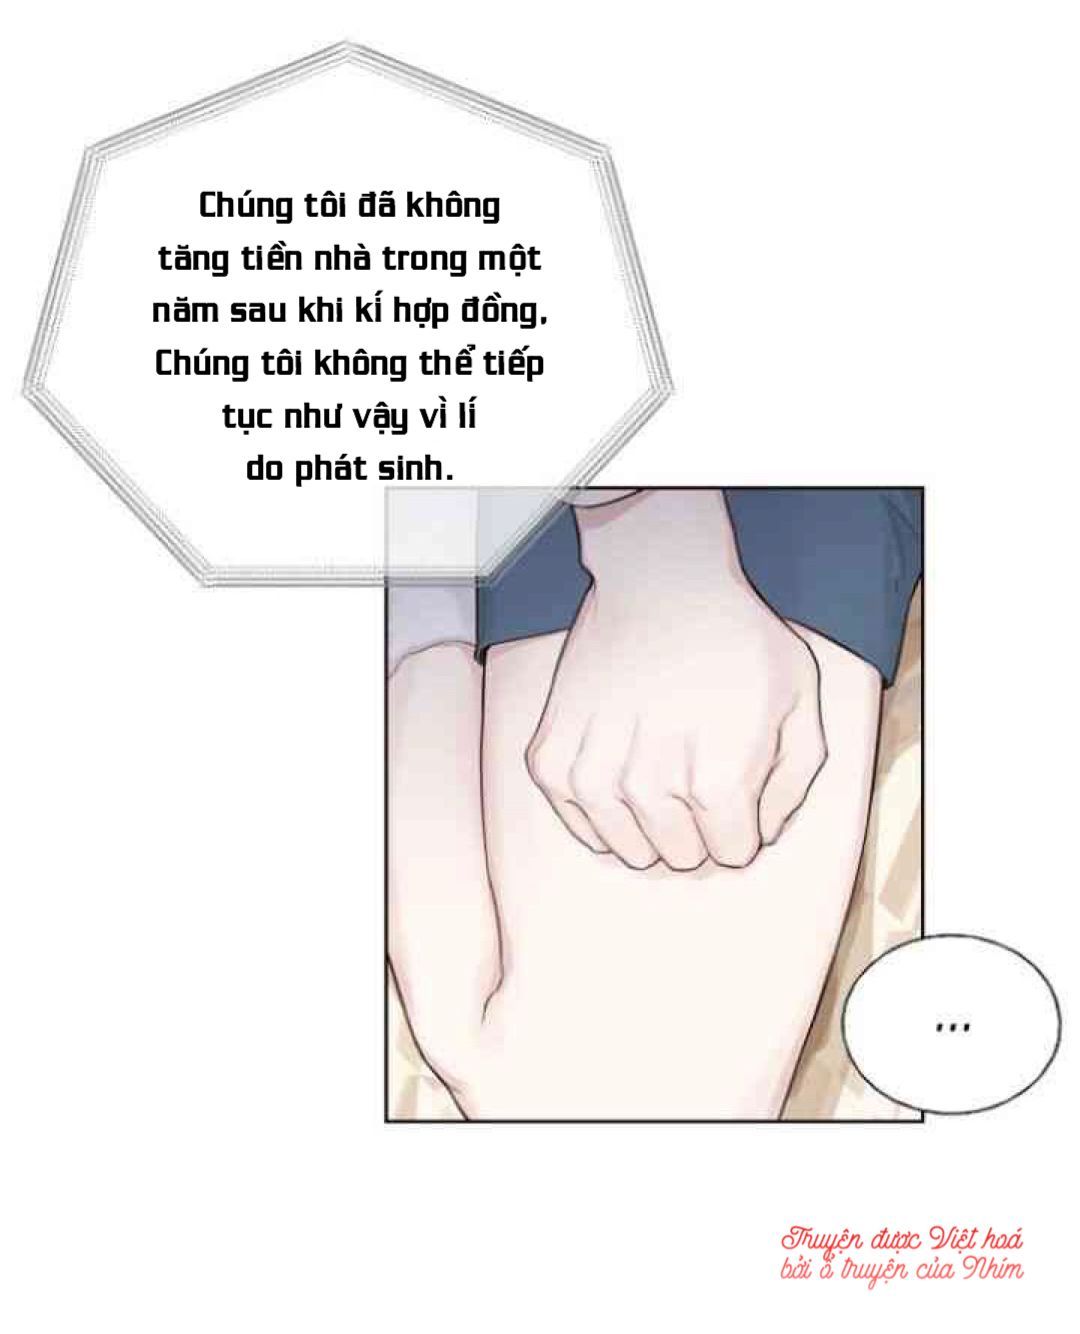 Chúng tôi đã không
tăng tiền nhà trong một
năm sau khi kí hợp đồng,
Chúng tôi không thể tiếp
tục như vậy vì lí
do phát sinh.
...
Truyện được Việt hoá
bởi ổ truyện của Nhím